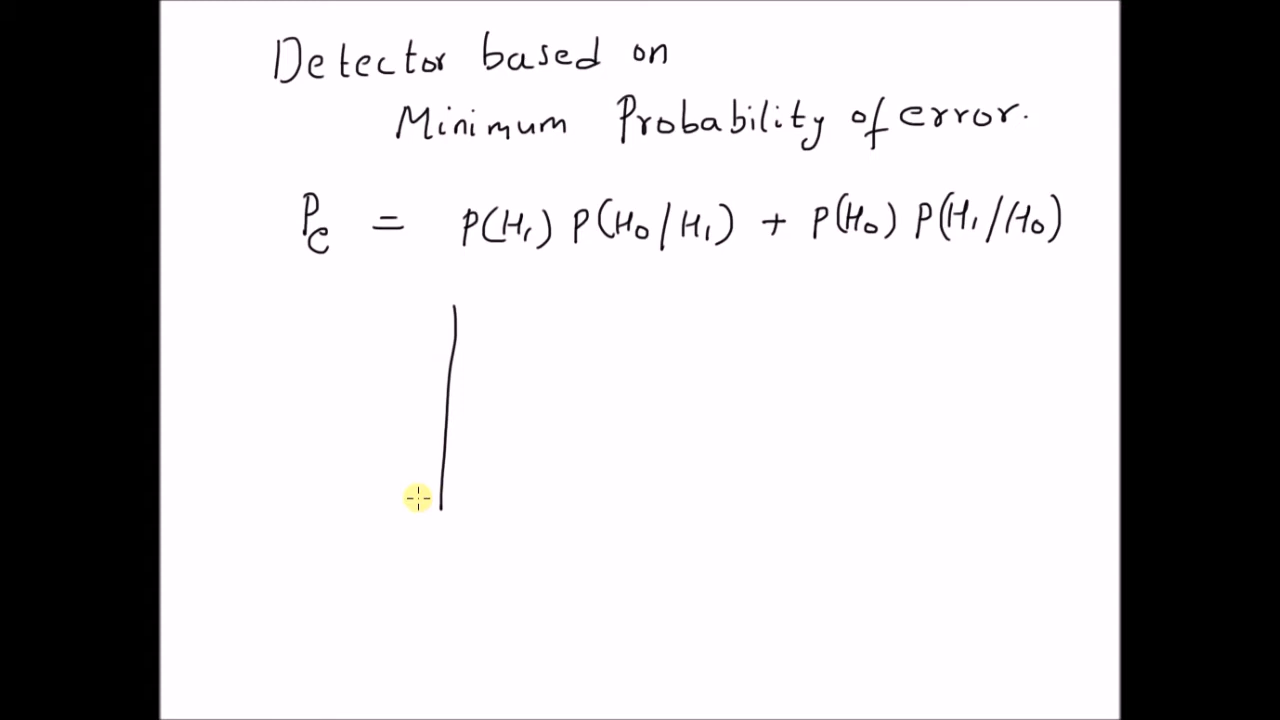 Detector based on
Minimum Probability of error.
Pe = P(H₁) P(H₀/H₁) + P(H₀) P(H₁/H₀)